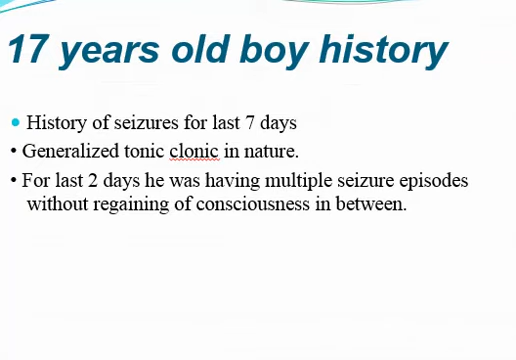 17 years old boy history
• History of seizures for last 7 days
• Generalized tonic clonic in nature.
• For last 2 days he was having multiple seizure episodes
without regaining of consciousness in between.